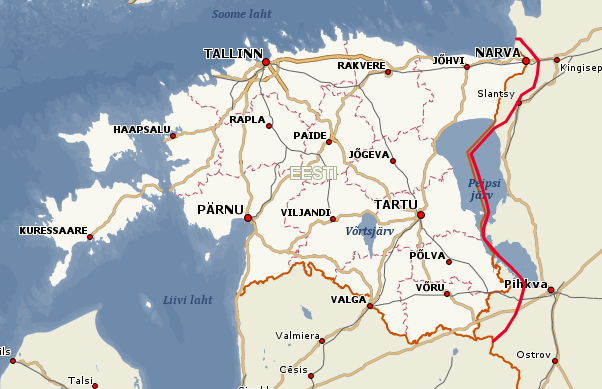 Soome laht
TALLINN
NARVA
RAKVERE
JÕHVI
Kingisep
Slantsy
RAPLA
HAAPSALU
PAIDE
JÕGEVA
EESTI
Peipsi
järv
PÄRNU
VILJANDI
TARTU
KURESSAARE
Võrtsjärv
PÕLVA
Pihkva
VÕRU
Liivi laht
VALGA
Valmiera
Ostrov
ils
Talsi
Cēsis